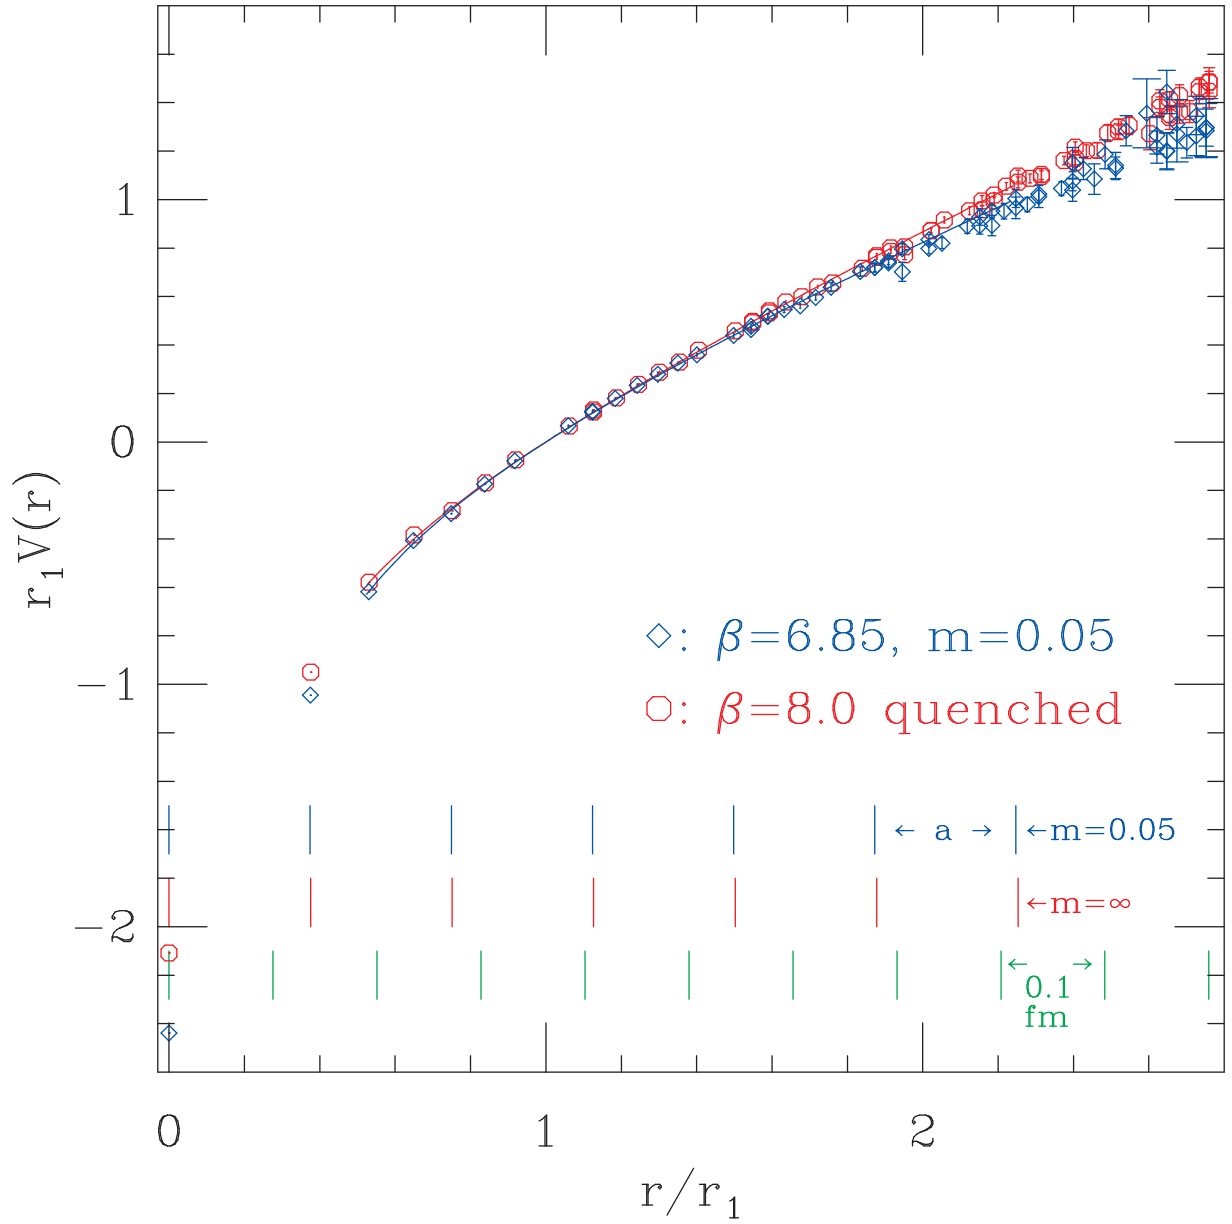 1
0
−1
−2
r₁V(r)
◇: β=6.85, m=0.05
○: β=8.0 quenched
← a → ←m=0.05
←m=∞
← →
0.1
fm
0 1 2
r/r₁